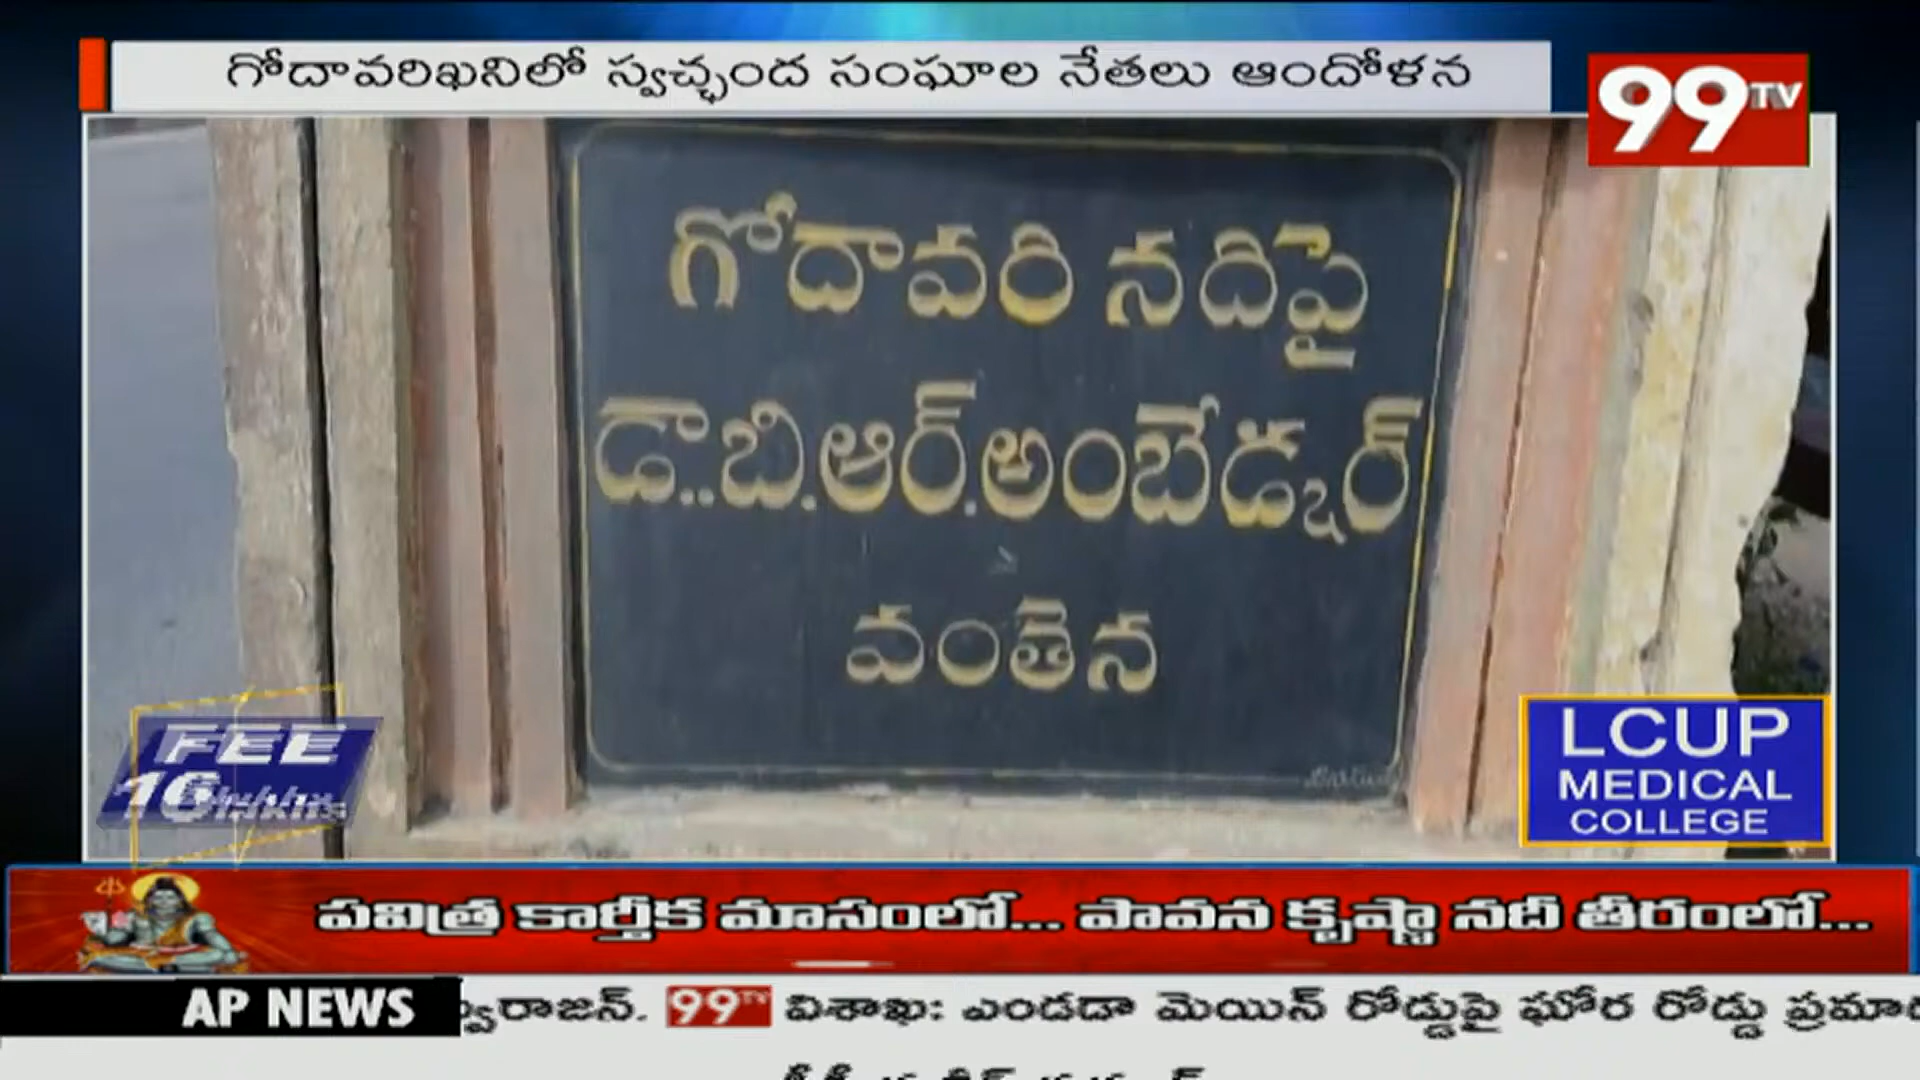 గోదావరిఖనిలో స్వచ్ఛంద సంఘాల నేతలు ఆందోళన
99TV
గోదావరి నదిపై
డా..బి.ఆర్.అంబేడ్కర్
వంతెన
FEE
LCUP
MEDICAL
COLLEGE
పవిత్ర కార్తీక మాసంలో... పావన కృష్ణా నదీ తీరంలో...
AP NEWS
99TV విశాఖ: ఎండడా మెయిన్ రోడ్డుపై ఘోర రోడ్డు